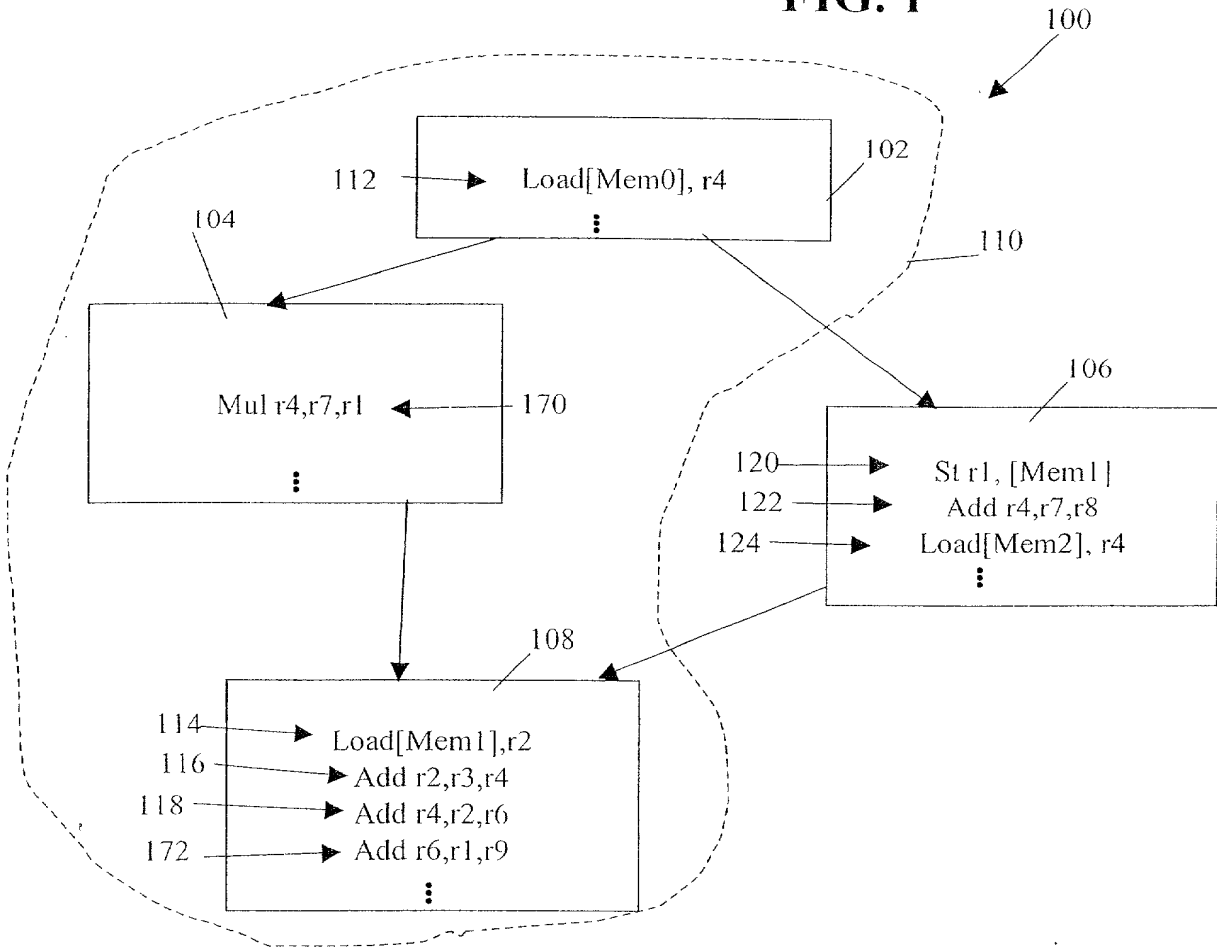 FIG. 1
100
102
112
Load[Mem0], r4
104
110
Mul r4,r7,r1
170
106
120
St r1, [Mem1]
122
Add r4,r7,r8
124
Load[Mem2], r4
108
114
Load[Mem1],r2
116
Add r2,r3,r4
118
Add r4,r2,r6
172
Add r6,r1,r9